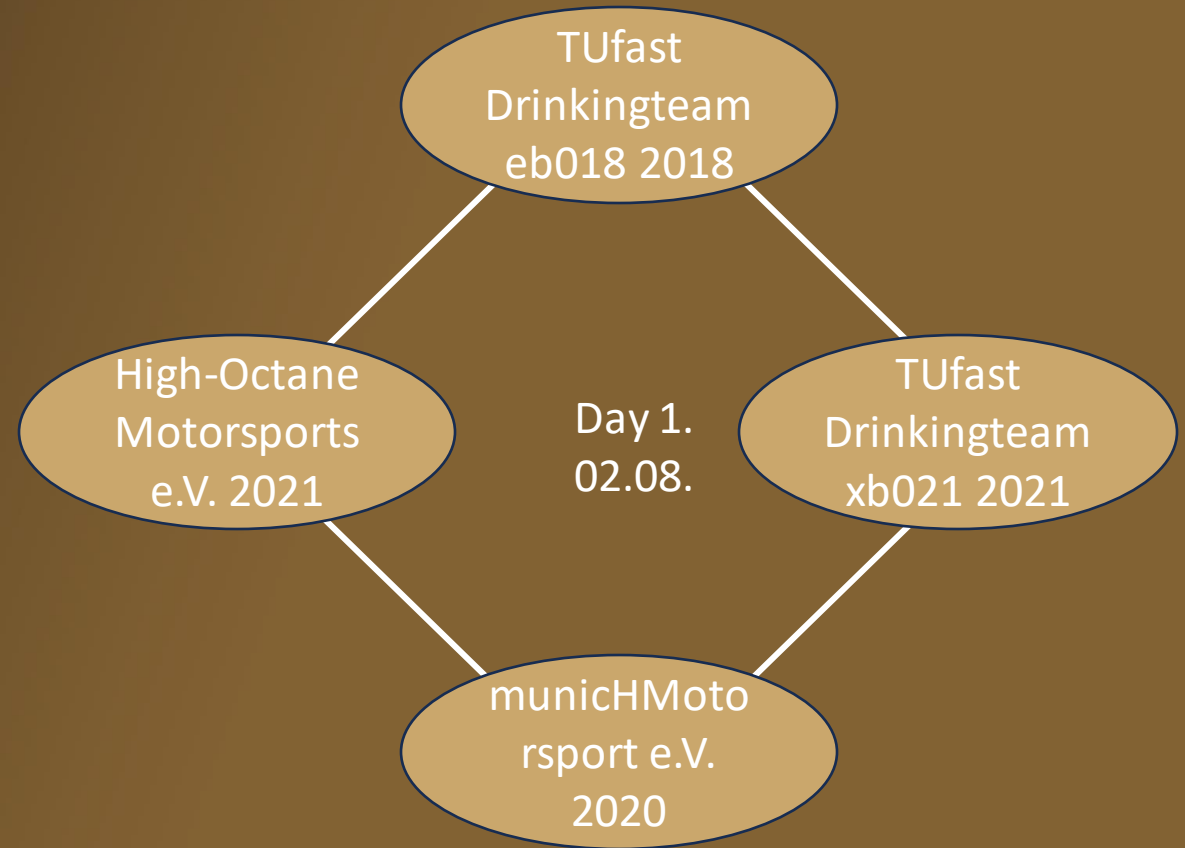 TUfast
Drinkingteam
eb018 2018
High-Octane
Motorsports
e.V. 2021
Day 1.
02.08.
TUfast
Drinkingteam
xb021 2021
municHMoto
rsport e.V.
2020